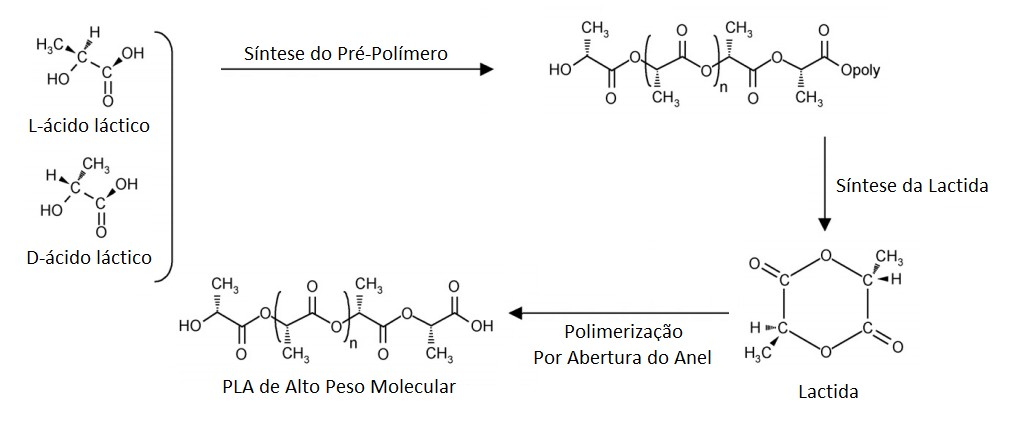 H₃C H
C OH
HO C
O
L-ácido láctico
H CH₃
C OH
HO C
O
D-ácido láctico
Síntese do Pré-Polímero
CH₃ O CH₃ O
HO O O n O Opoly
O CH₃ O CH₃
Síntese da Lactida
O O CH₃
C C H
H C C
H₃C O O
Lactida
Polimerização
Por Abertura do Anel
CH₃ O CH₃ O
HO O O n O OH
O CH₃ O CH₃
PLA de Alto Peso Molecular